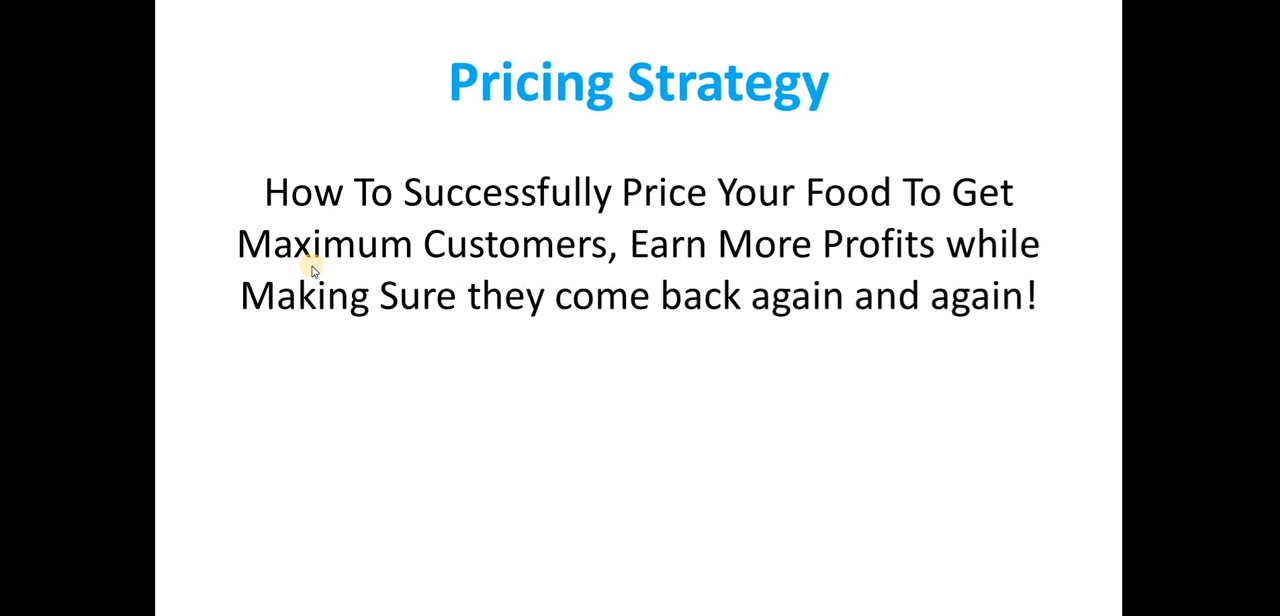 Pricing Strategy
How To Successfully Price Your Food To Get
Maximum Customers, Earn More Profits while
Making Sure they come back again and again!